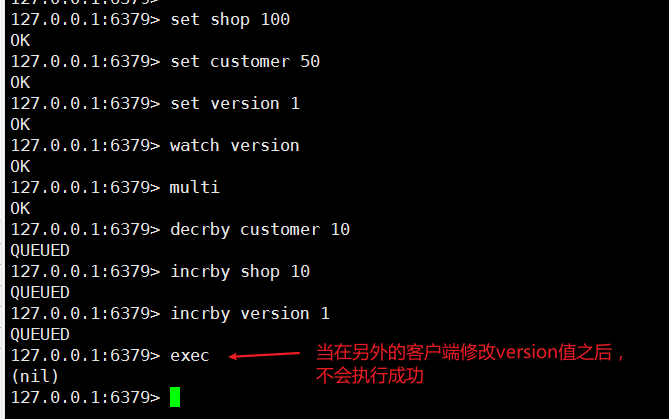 127.0.0.1:6379>
127.0.0.1:6379> set shop 100
OK
127.0.0.1:6379> set customer 50
OK
127.0.0.1:6379> set version 1
OK
127.0.0.1:6379> watch version
OK
127.0.0.1:6379> multi
OK
127.0.0.1:6379> decrby customer 10
QUEUED
127.0.0.1:6379> incrby shop 10
QUEUED
127.0.0.1:6379> incrby version 1
QUEUED
127.0.0.1:6379> exec
当在另外的客户端修改version值之后，
不会执行成功
(nil)
127.0.0.1:6379>